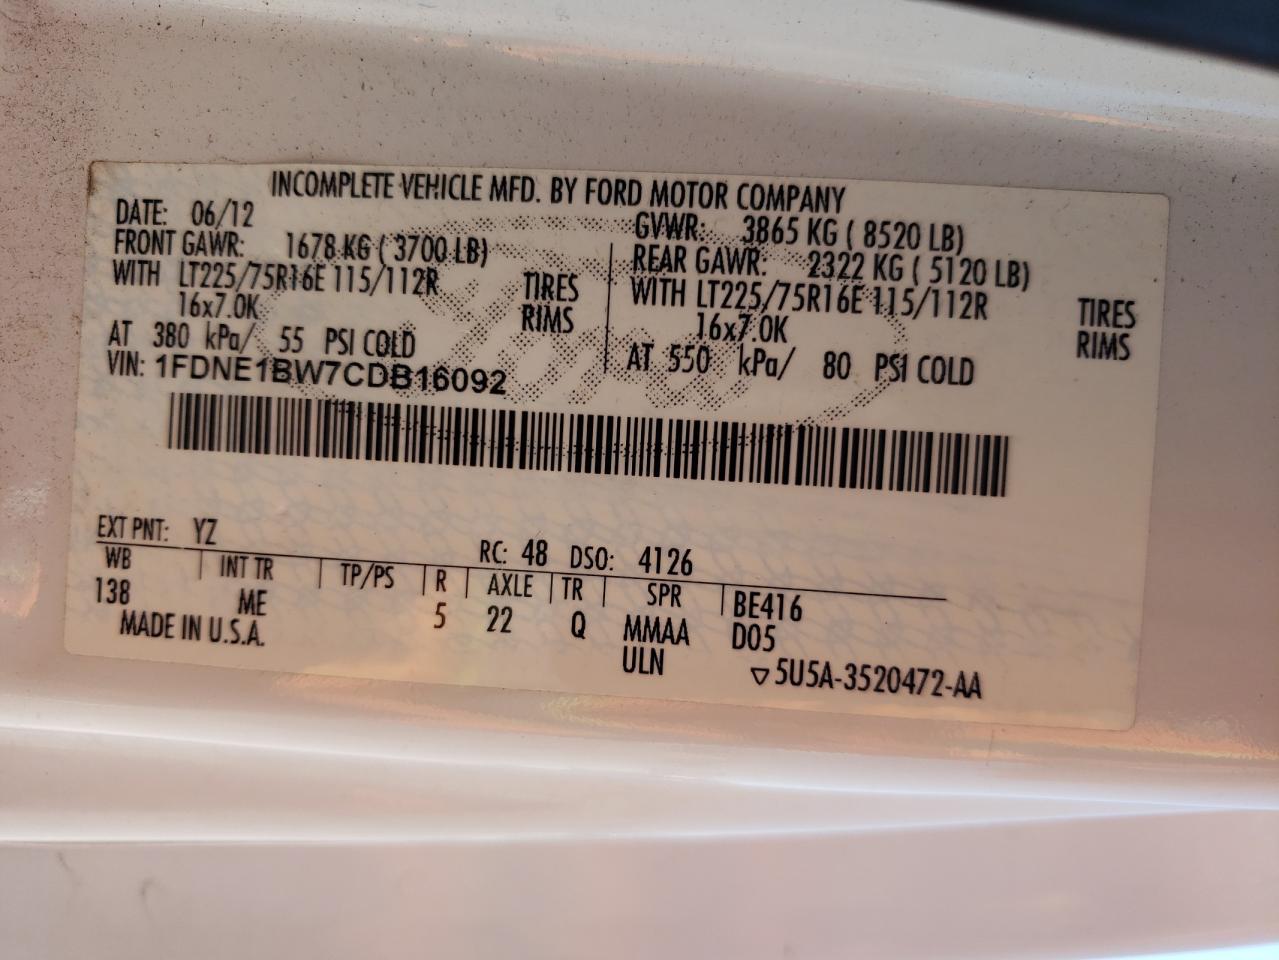 INCOMPLETE VEHICLE MFD. BY FORD MOTOR COMPANY
DATE: 06/12 GVWR: 3865 KG ( 8520 LB)
FRONT GAWR: 1678 KG ( 3700 LB) REAR GAWR: 2322 KG ( 5120 LB)
WITH LT225/75R16E 115/112R TIRES WITH LT225/75R16E 115/112R TIRES
16x7.0K RIMS 16x7.0K RIMS
AT 380 kPa/ 55 PSI COLD AT 550 kPa/ 80 PSI COLD
VIN: 1FDNE1BW7CDB16092
EXT PNT: YZ RC: 48 DSO: 4126
WB INT TR TP/PS R AXLE TR SPR BE416
138 ME 5 22 Q MMAA D05
MADE IN U.S.A. ULN ▽5U5A-3520472-AA